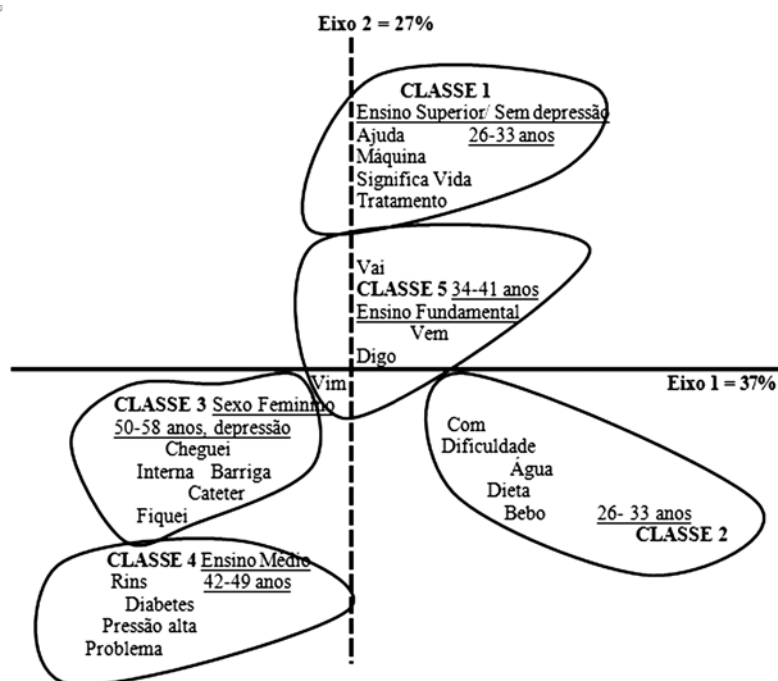 Eixo 2 = 27%
CLASSE 1
Ensino Superior/ Sem depressão
Ajuda 26-33 anos
Máquina
Significa Vida
Tratamento
Vai
CLASSE 5 34-41 anos
Ensino Fundamental
Vem
Digo
Vim
Eixo 1 = 37%
CLASSE 3 Sexo Feminino
50-58 anos, depressão
Cheguei
Interna Barriga
Cateter
Fiquei
Com
Dificuldade
Água
Dieta
Bebo 26- 33 anos
CLASSE 2
CLASSE 4 Ensino Médio
Rins 42-49 anos
Diabetes
Pressão alta
Problema